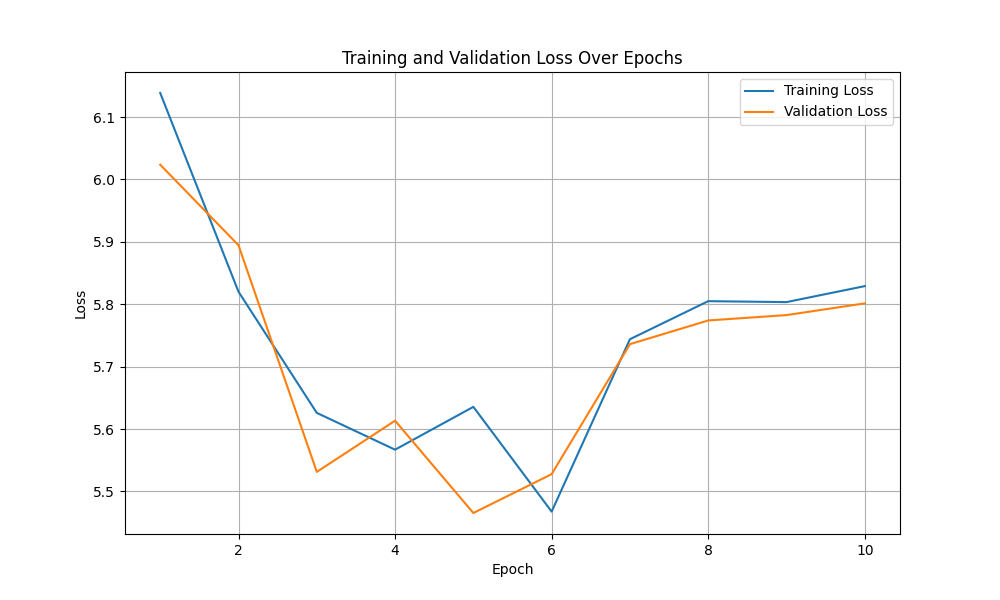 Training and Validation Loss Over Epochs
Training Loss
Validation Loss
6.1
6.0
5.9
5.8
5.7
5.6
5.5
Loss
2 4 6 8 10
Epoch